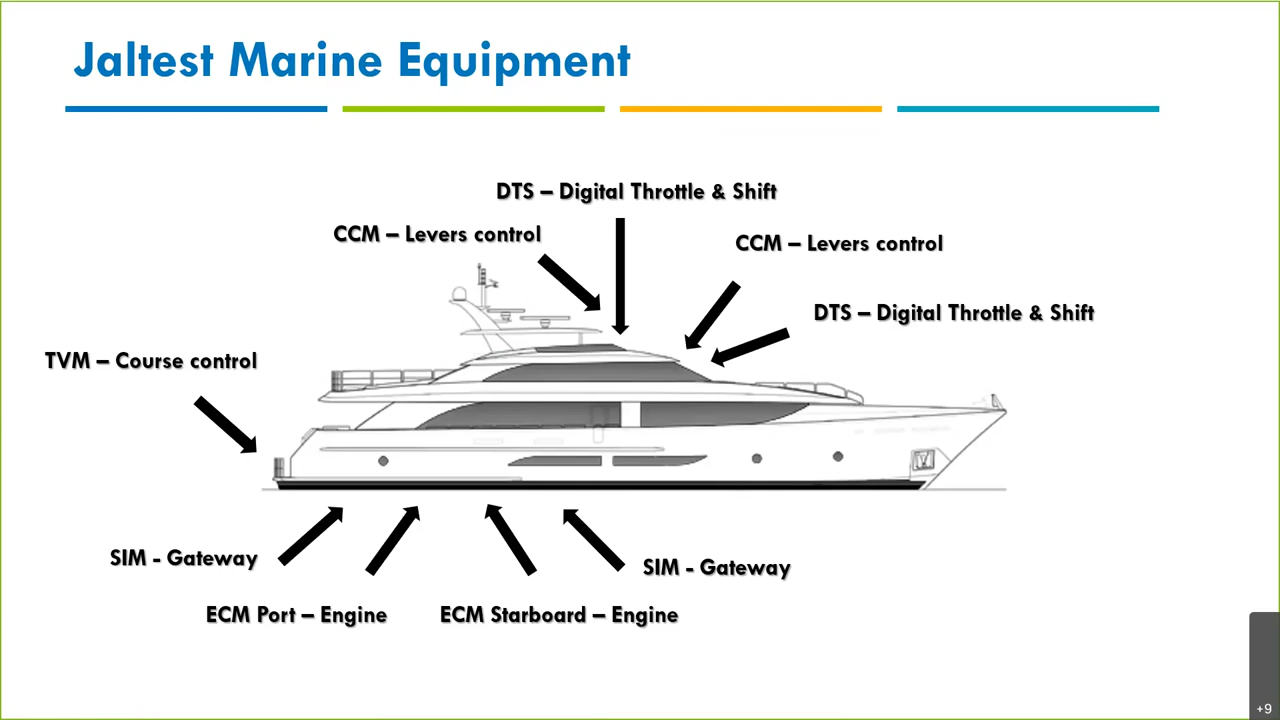 Jaltest Marine Equipment
DTS – Digital Throttle & Shift
CCM – Levers control
CCM – Levers control
DTS – Digital Throttle & Shift
TVM – Course control
SIM - Gateway
SIM - Gateway
ECM Port – Engine
ECM Starboard – Engine
+9